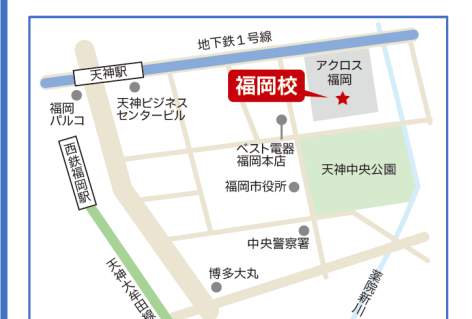 地下鉄1号線
天神駅
福岡
パルコ
天神ビジネス
センタービル
福岡校
アクロス
福岡
西鉄福岡駅
ベスト電器
福岡本店
天神中央公園
福岡市役所
中央警察署
博多大丸
天神大牟田線
薬院新川